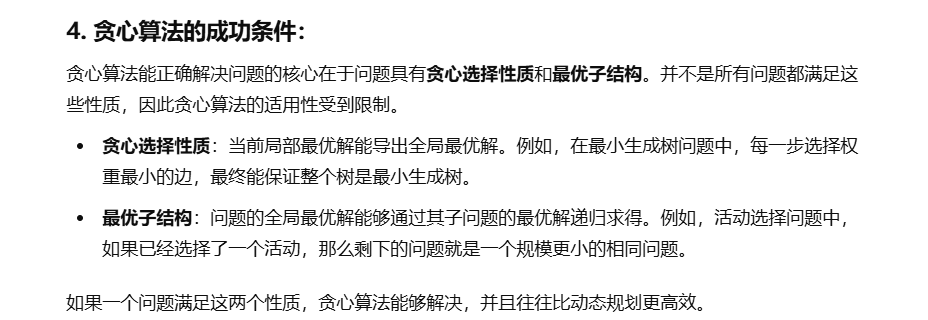 4. 贪心算法的成功条件：
贪心算法能正确解决问题的核心在于问题具有贪心选择性质和最优子结构。并不是所有问题都满足这
些性质，因此贪心算法的适用性受到限制。
• 贪心选择性质：当前局部最优解能导出全局最优解。例如，在最小生成树问题中，每一步选择权
重最小的边，最终能保证整个树是最小生成树。
• 最优子结构：问题的全局最优解能够通过其子问题的最优解递归求得。例如，活动选择问题中，
如果已经选择了一个活动，那么剩下的问题就是一个规模更小的相同问题。
如果一个问题满足这两个性质，贪心算法能够解决，并且往往比动态规划更高效。